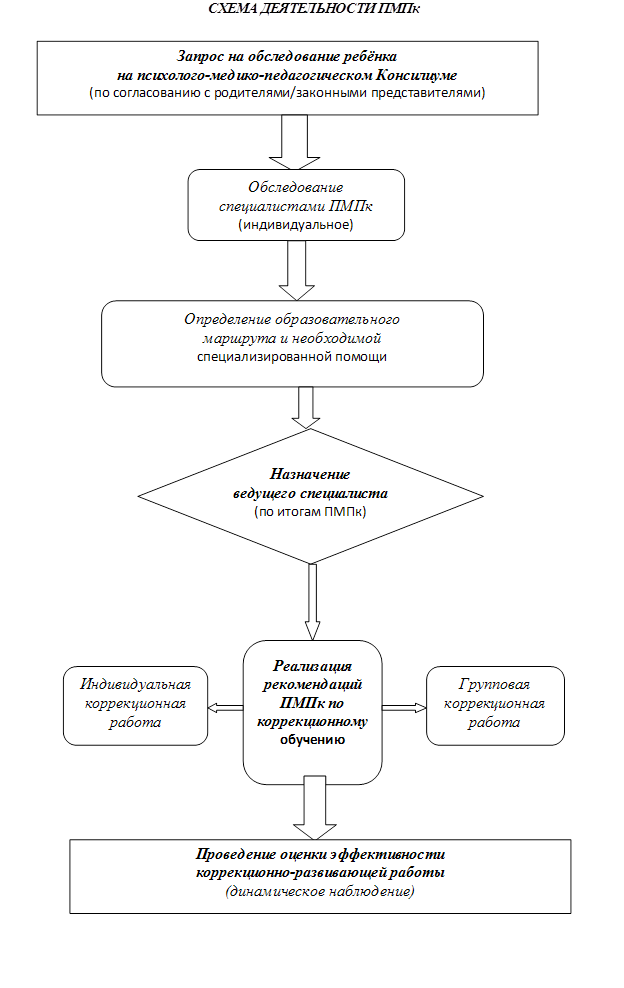 СХЕМА ДЕЯТЕЛЬНОСТИ ПМПк
Запрос на обследование ребёнка
на психолого-медико-педагогическом Консилиуме
(по согласованию с родителями/законными представителями)
Обследование
специалистами ПМПк
(индивидуальное)
Определение образовательного
маршрута и необходимой
специализированной помощи
Назначение
ведущего специалиста
(по итогам ПМПк)
Реализация
рекомендаций
ПМПк по
коррекционному
обучению
Индивидуальная
коррекционная
работа
Групповая
коррекционная
работа
Проведение оценки эффективности
коррекционно-развивающей работы
(динамическое наблюдение)